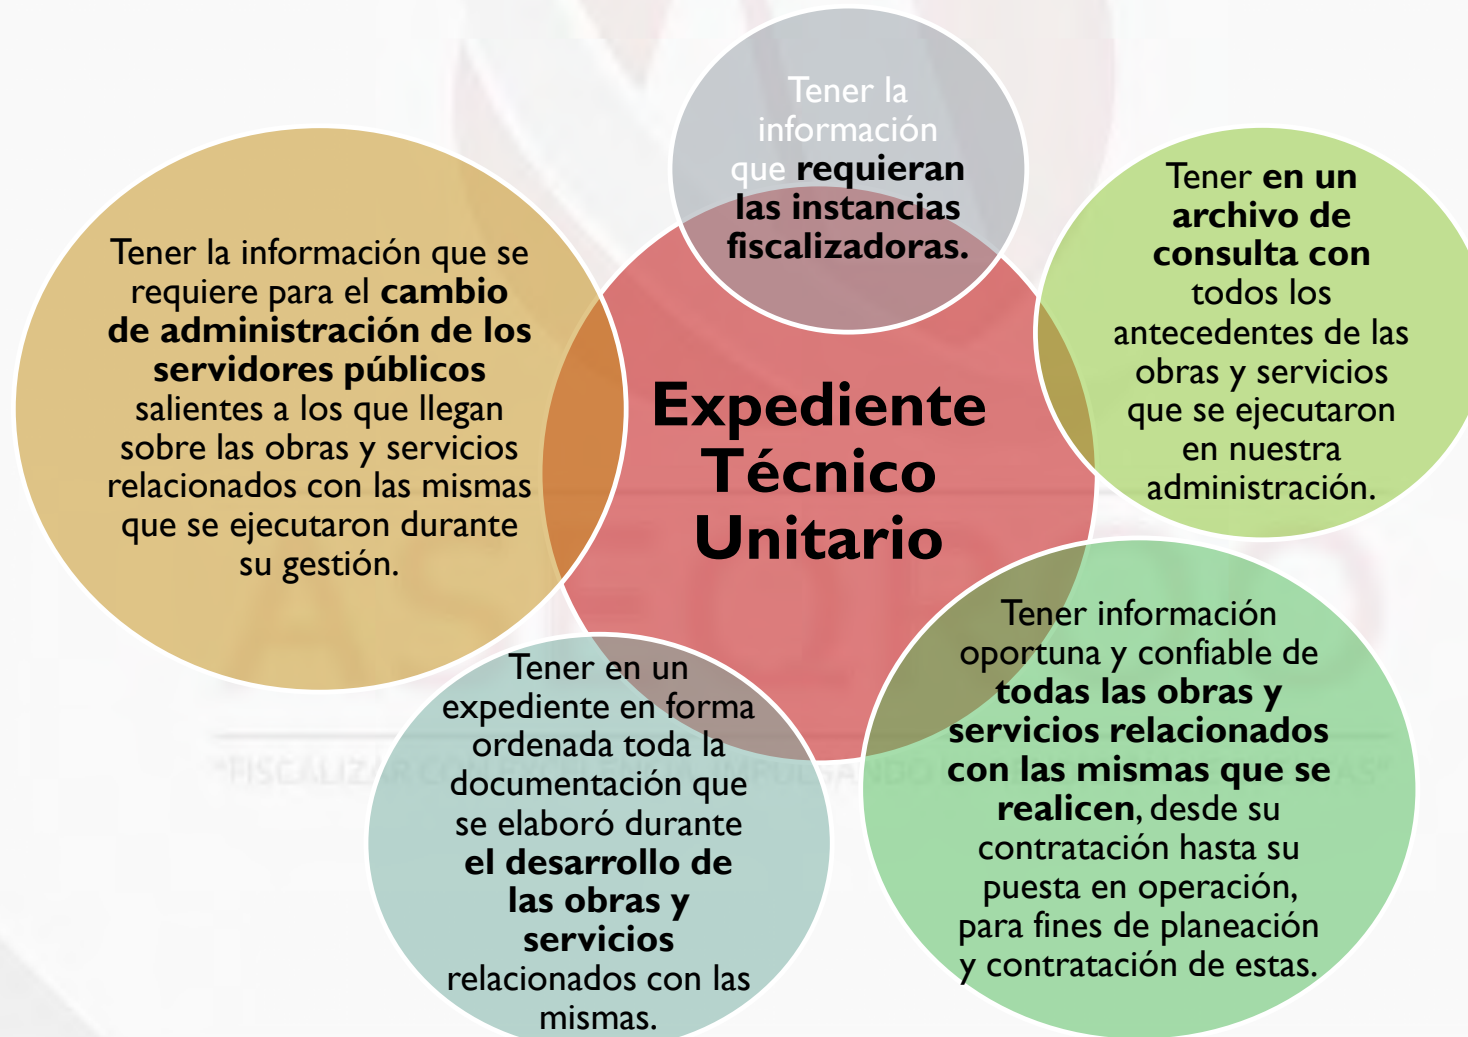 Tener la
información
que requieran
las instancias
fiscalizadoras.
Tener en un
archivo de
consulta con
todos los
antecedentes de las
obras y servicios
que se ejecutaron
en nuestra
administración.
Tener la información que se
requiere para el cambio
de administración de los
servidores públicos
salientes a los que llegan
sobre las obras y servicios
relacionados con las mismas
que se ejecutaron durante
su gestión.
Expediente
Técnico
Unitario
Tener información
oportuna y confiable de
todas las obras y
servicios relacionados
con las mismas que se
realicen, desde su
contratación hasta su
puesta en operación,
para fines de planeación
y contratación de estas.
Tener en un
expediente en forma
ordenada toda la
documentación que
se elaboró durante
el desarrollo de
las obras y
servicios
relacionados con las
mismas.
"FISCALIZAR CON